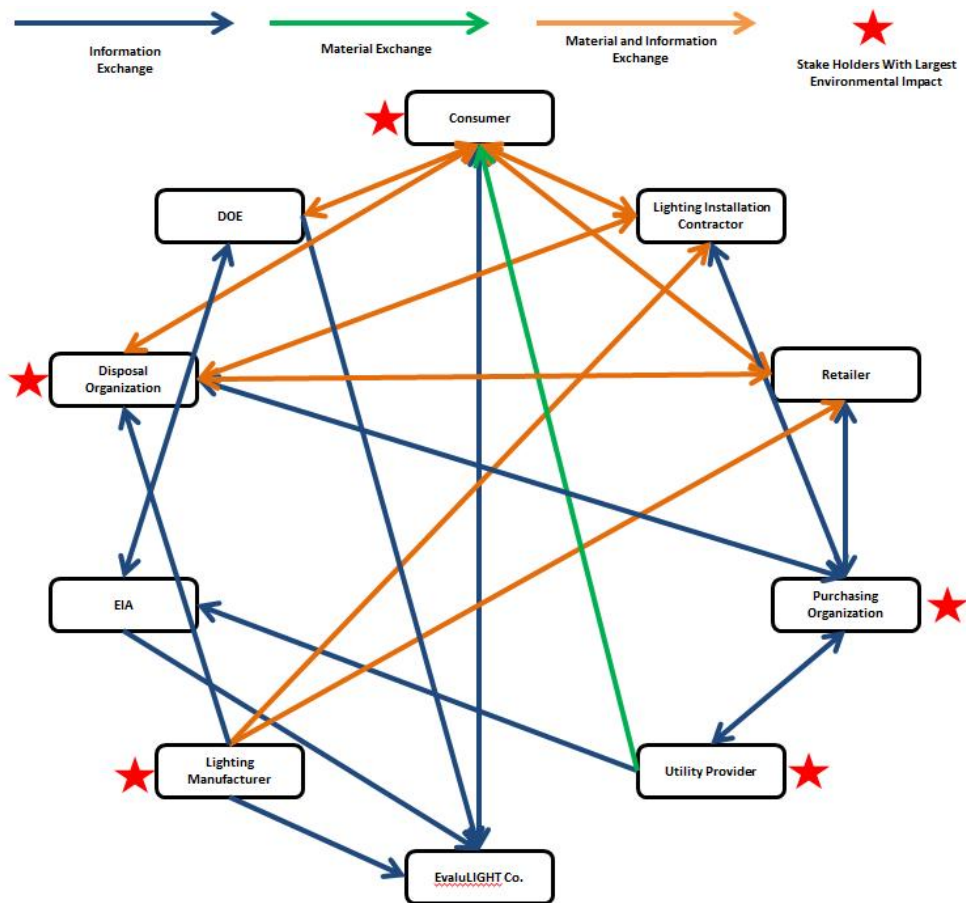 Information
Exchange
Material Exchange
Material and Information
Exchange
Stake Holders With Largest
Environmental Impact
Consumer
DOE
Lighting Installation
Contractor
Disposal
Organization
Retailer
EIA
Purchasing
Organization
Lighting
Manufacturer
Utility Provider
EvaluLIGHT Co.